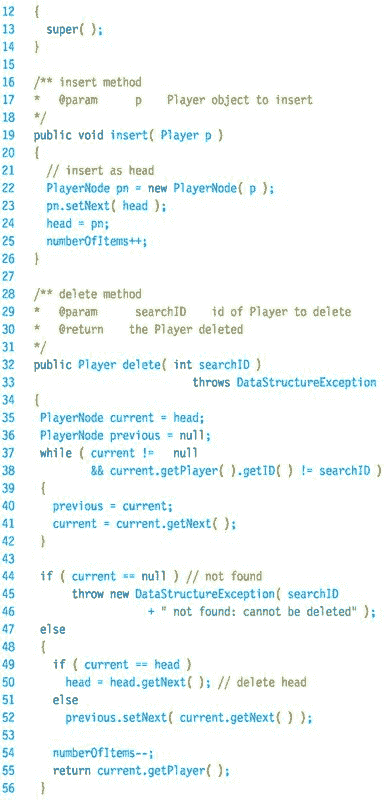 12 {
13 super( );
14 }
15
16 /** insert method
17 * @param p Player object to insert
18 */
19 public void insert( Player p )
20 {
21 // insert as head
22 PlayerNode pn = new PlayerNode( p );
23 pn.setNext( head );
24 head = pn;
25 numberOfItems++;
26 }
27
28 /** delete method
29 * @param searchID id of Player to delete
30 * @return the Player deleted
31 */
32 public Player delete( int searchID )
33 throws DataStructureException
34 {
35 PlayerNode current = head;
36 PlayerNode previous = null;
37 while ( current != null
38 && current.getPlayer( ).getID( ) != searchID )
39 {
40 previous = current;
41 current = current.getNext( );
42 }
43
44 if ( current == null ) // not found
45 throw new DataStructureException( searchID
46 + " not found: cannot be deleted" );
47 else
48 {
49 if ( current == head )
50 head = head.getNext( ); // delete head
51 else
52 previous.setNext( current.getNext( ) );
53
54 numberOfItems--;
55 return current.getPlayer( );
56 }